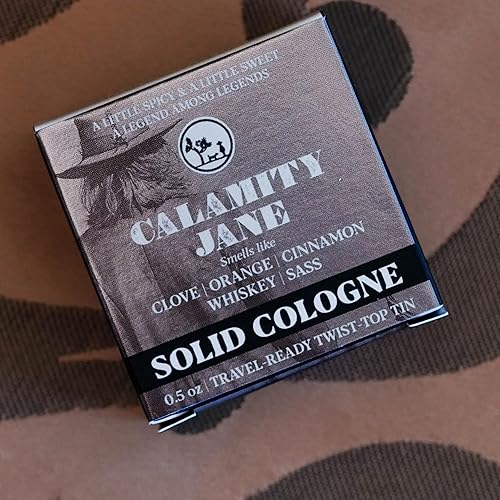 A LITTLE SPICY & A LITTLE SWEET
A LEGEND AMONG LEGENDS
CALAMITY
JANE
Smells like
CLOVE | ORANGE | CINNAMON
WHISKEY | SASS
SOLID COLOGNE
0.5 oz | TRAVEL-READY TWIST-TOP TIN